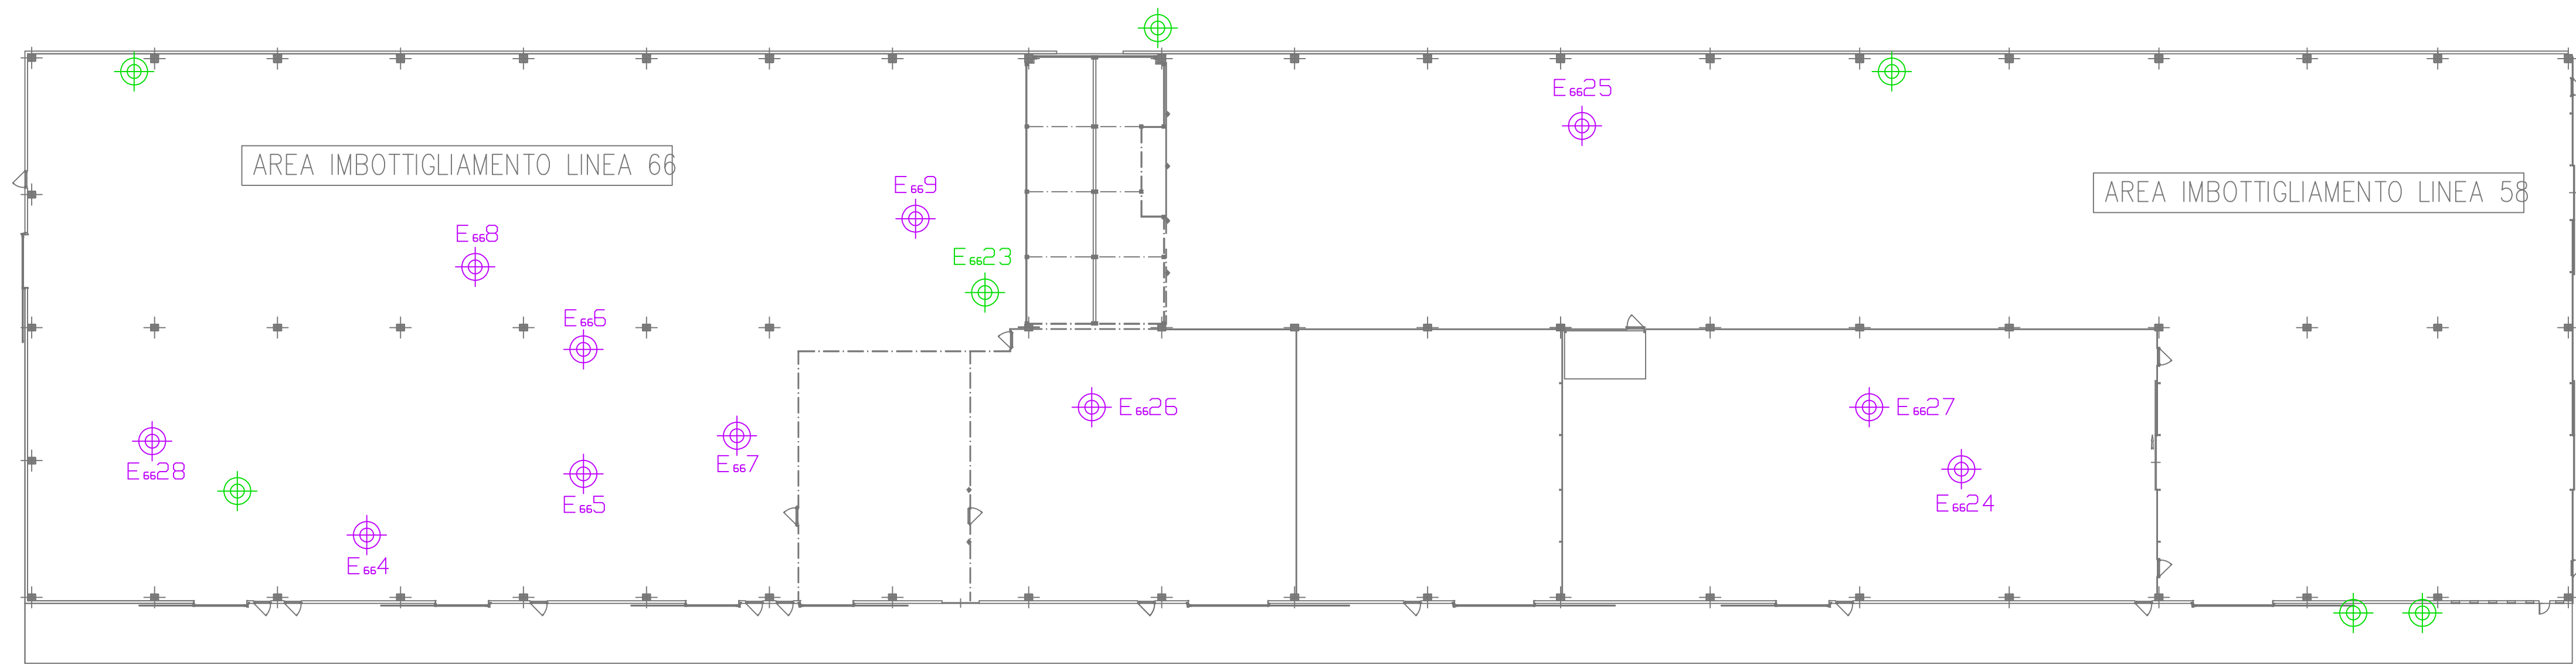 E6625
AREA IMBOTTIGLIAMENTO LINEA 66
E669
AREA IMBOTTIGLIAMENTO LINEA 58
E668
E6623
E666
E6626
E6627
E667
E6628
E665
E6624
E664